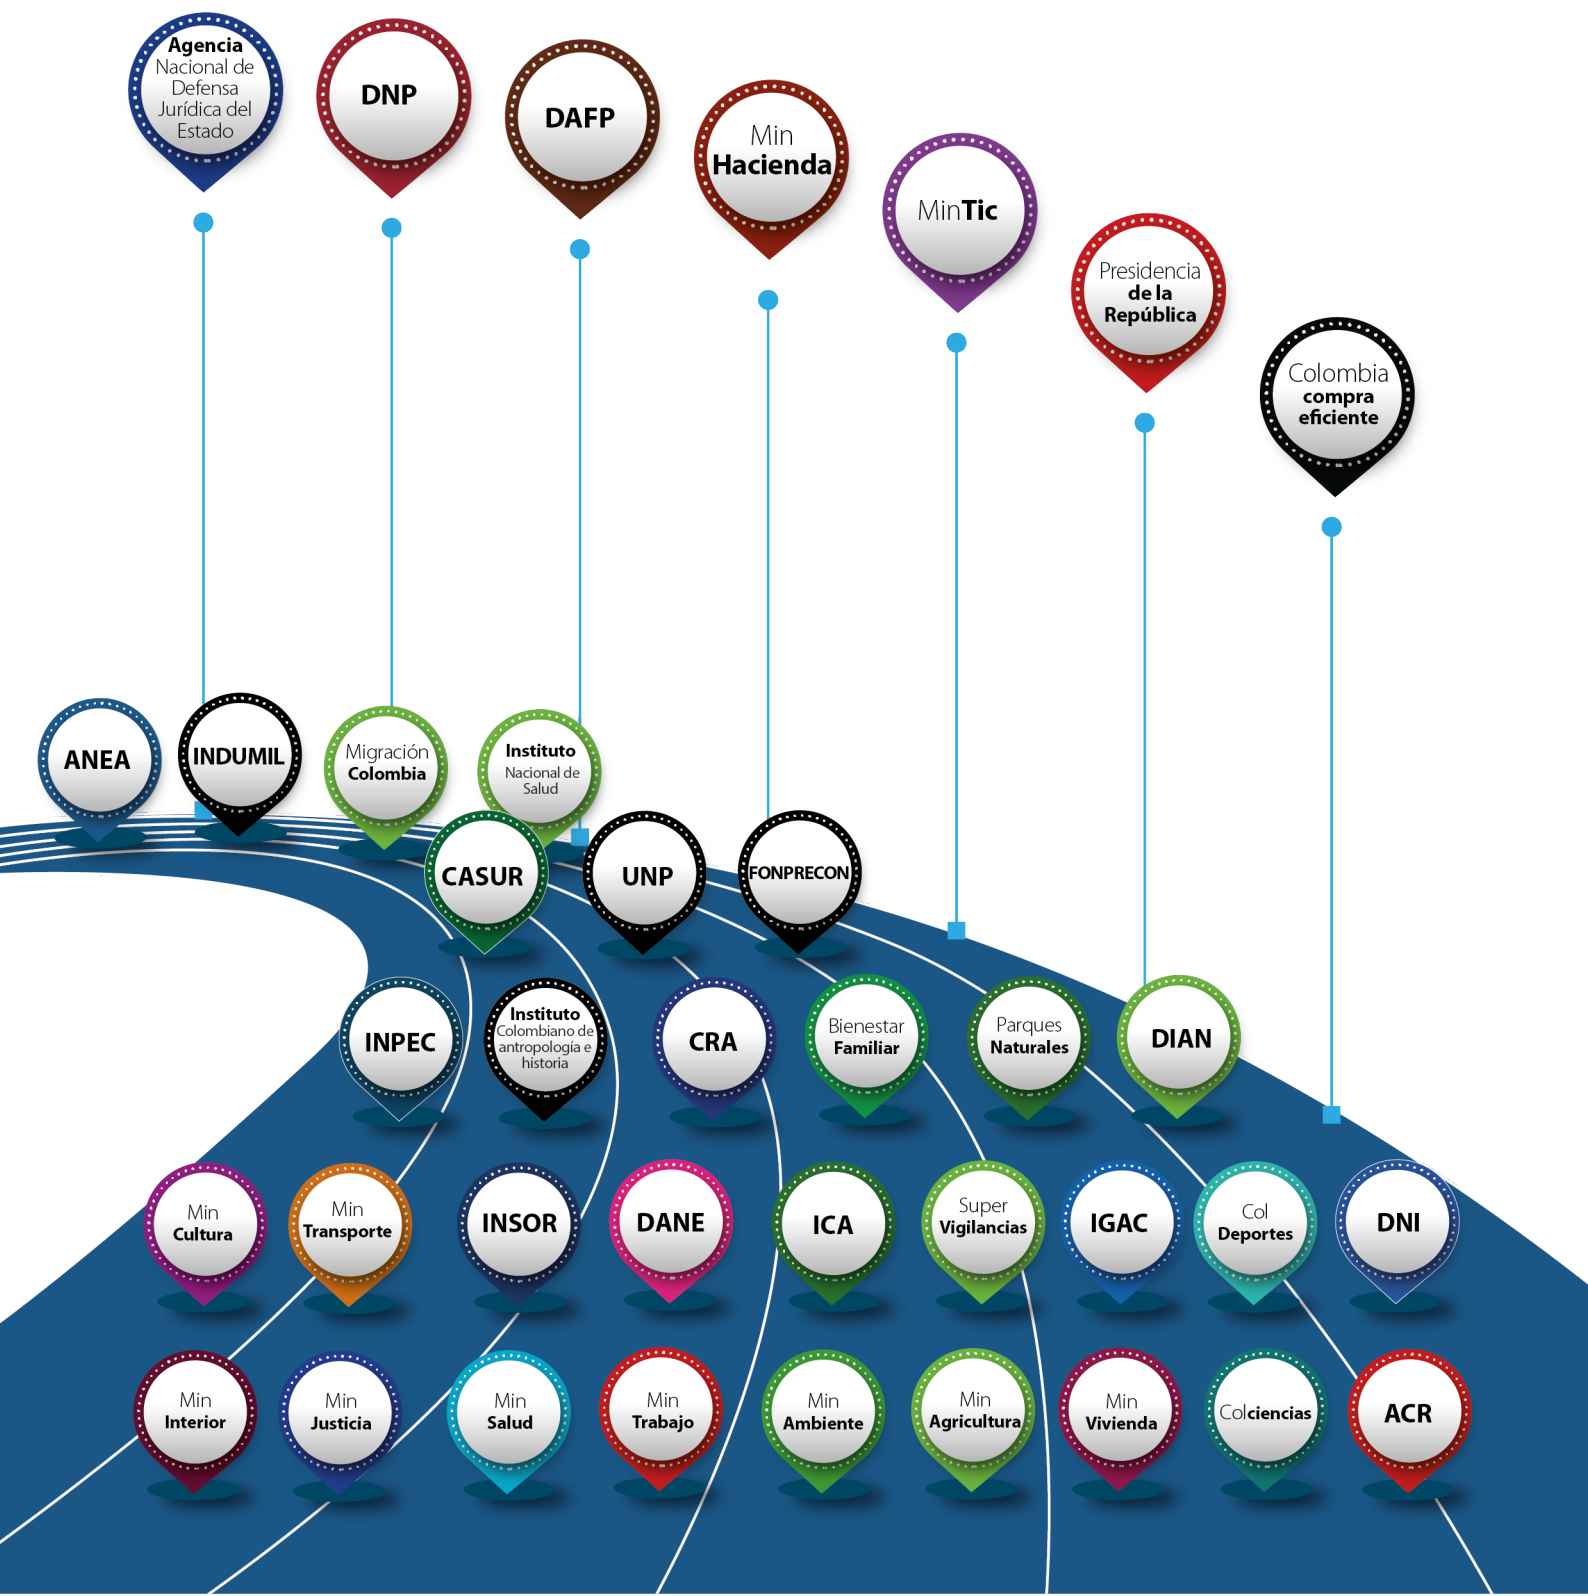 Agencia
Nacional de
Defensa
Jurídica del
Estado
DNP
DAFP
Min
Hacienda
MinTic
Presidencia
de la
República
Colombia
compra
eficiente
ANEA
INDUMIL
Migración
Colombia
Instituto
Nacional de
Salud
CASUR
UNP
FONPRECON
INPEC
Instituto
Colombiano de
antropología e
historia
CRA
Bienestar
Familiar
Parques
Naturales
DIAN
Min
Cultura
Min
Transporte
INSOR
DANE
ICA
Super
Vigilancias
IGAC
Col
Deportes
DNI
Min
Interior
Min
Justicia
Min
Salud
Min
Trabajo
Min
Ambiente
Min
Agricultura
Min
Vivienda
Colciencias
ACR